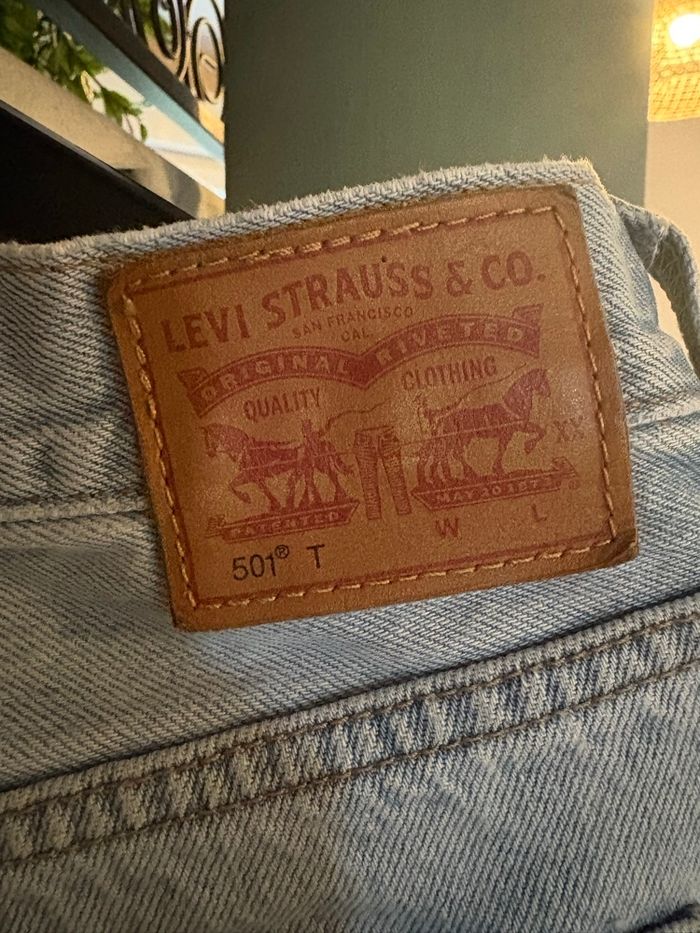 LEVI STRAUSS & CO.
SAN FRANCISCO
CAL.
ORIGINAL RIVETED
QUALITY CLOTHING
XX
PATENTED MAY 20 1873
W L
501® T